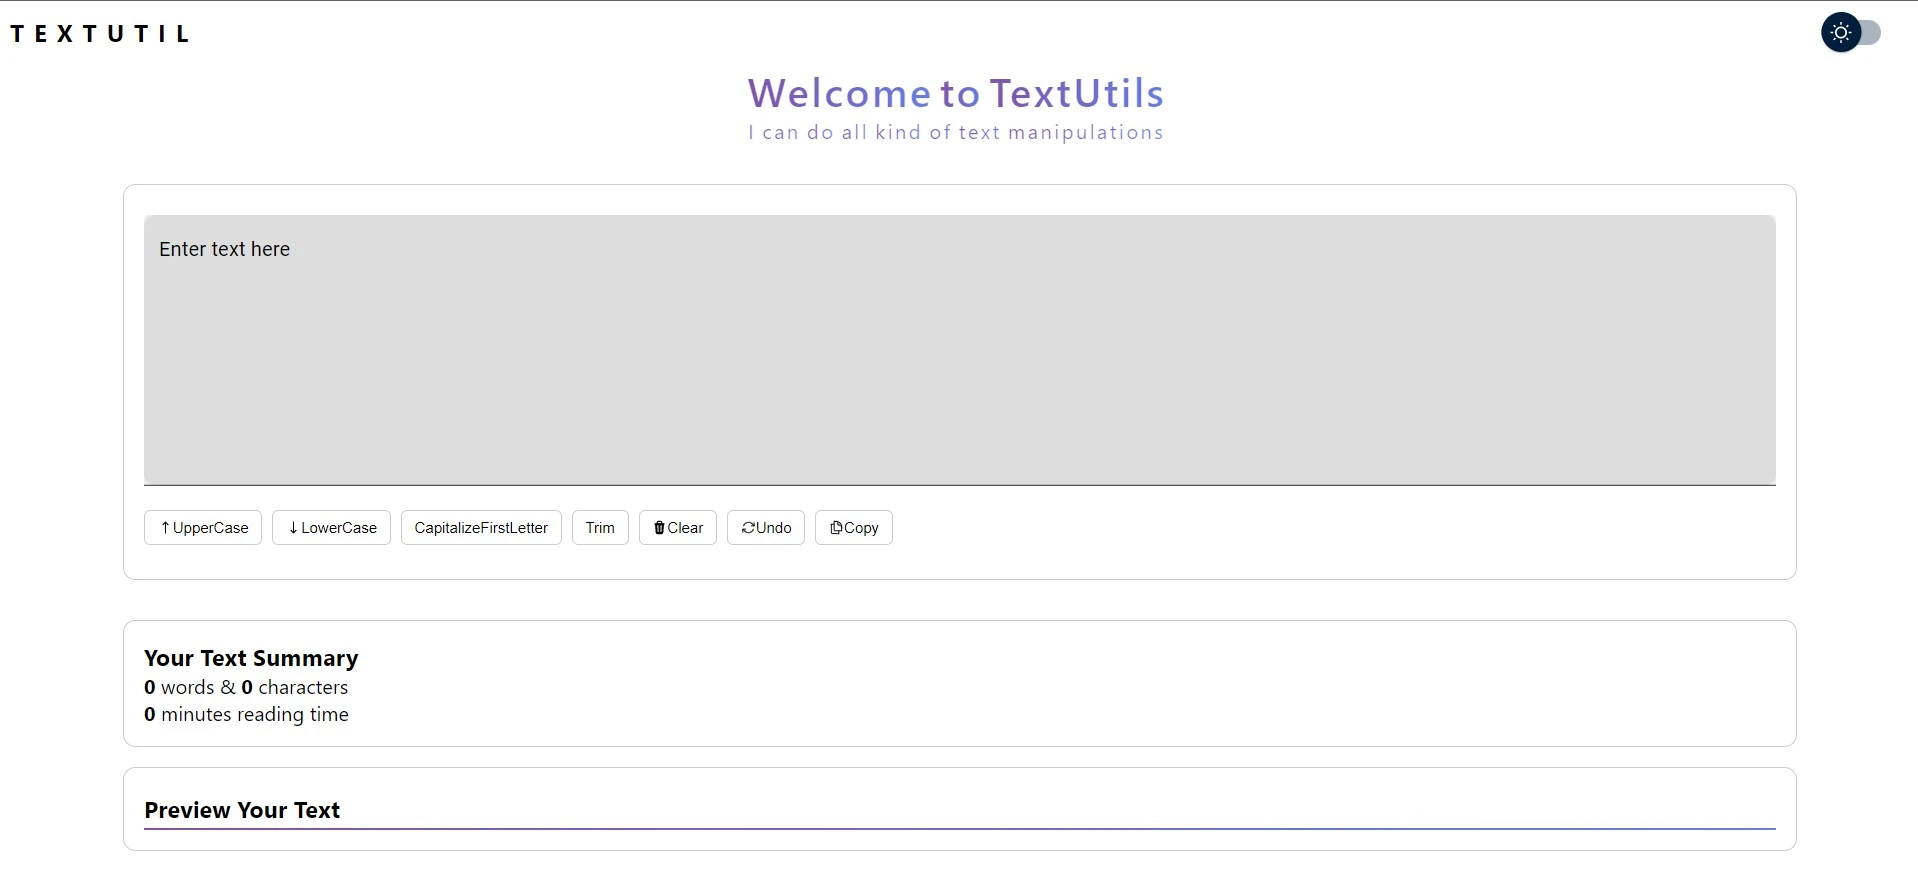 TEXTUTIL
Welcome to TextUtils
I can do all kind of text manipulations
Enter text here
↑ UpperCase ↓ LowerCase CapitalizeFirstLetter Trim Clear Undo Copy
Your Text Summary
0 words & 0 characters
0 minutes reading time
Preview Your Text